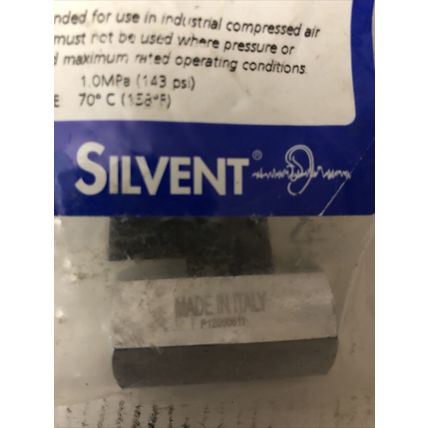 nded for use in industrial compressed air
must not be used where pressure or
d maximum rated operating conditions.
1.0MPa (143 psi)
E 70° C (158°F)
SILVENT®
MADE IN ITALY